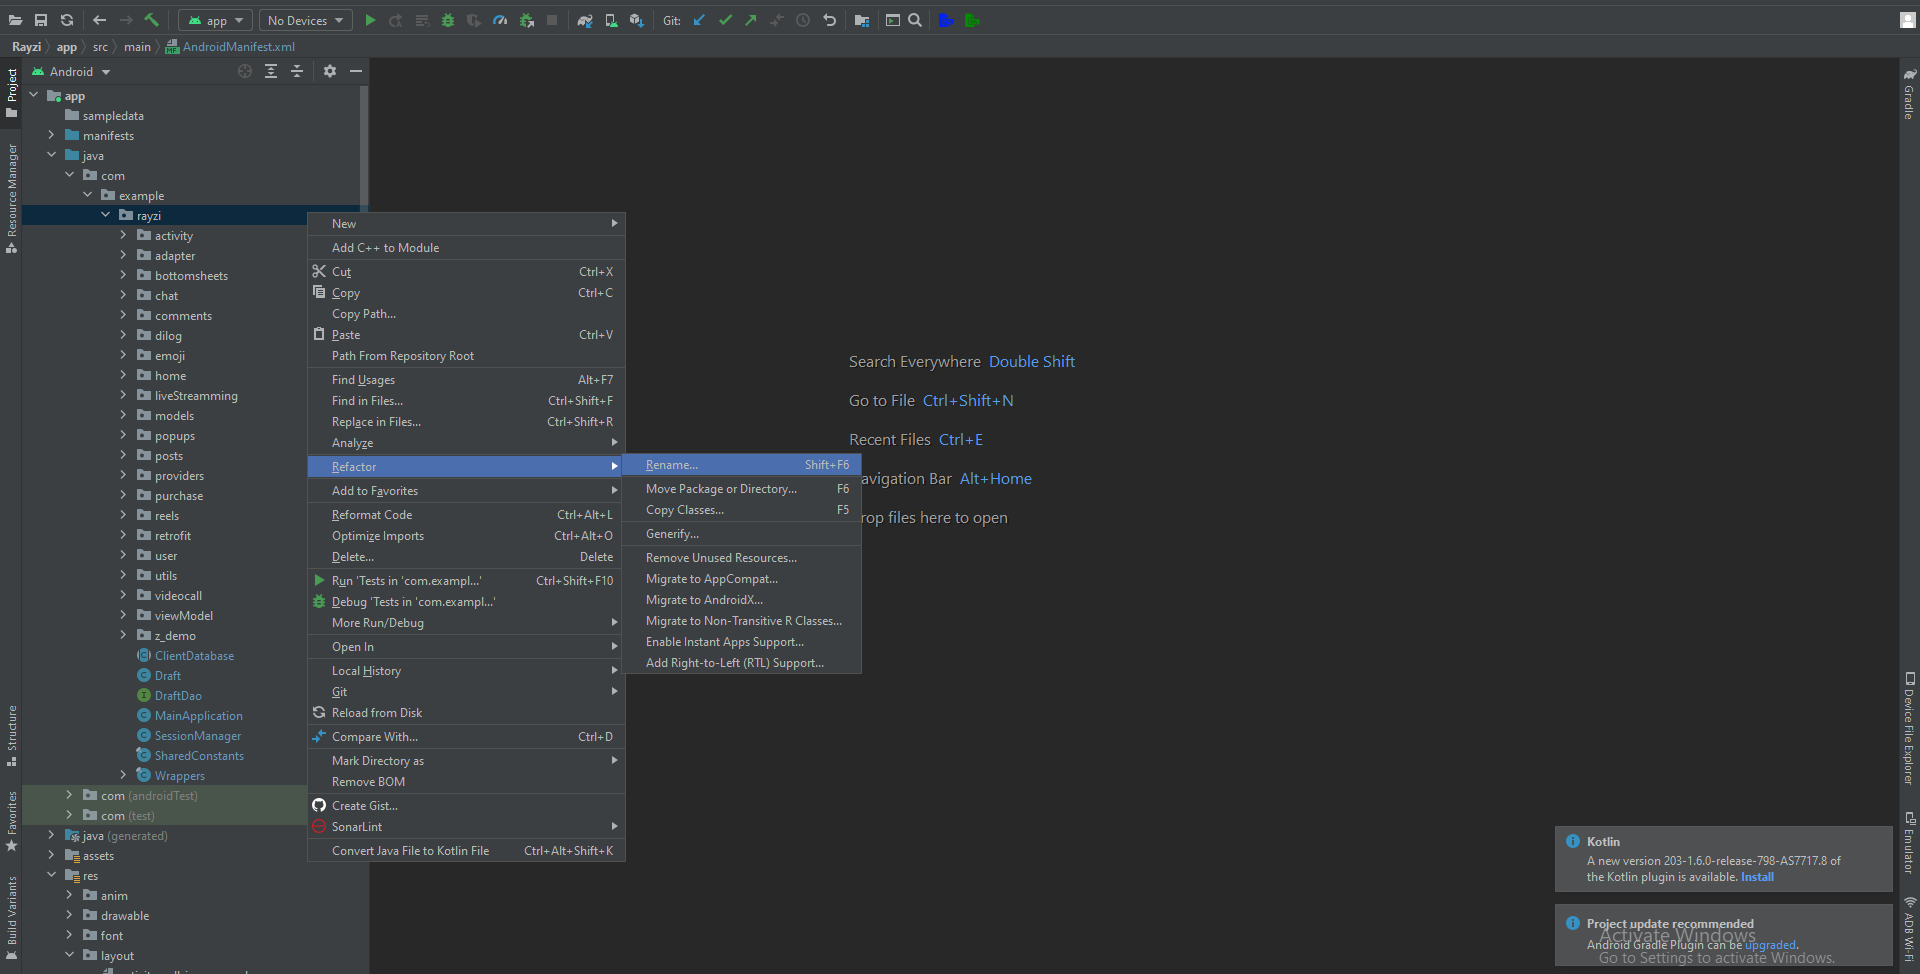 app
No Devices
Git:
Rayzi
app
src
main
AndroidManifest.xml
Project
Resource Manager
Structure
Favorites
Build Variants
Android
app
sampledata
manifests
java
com
example
rayzi
activity
adapter
bottomsheets
chat
comments
dilog
emoji
home
liveStreamming
models
popups
posts
providers
purchase
reels
retrofit
user
utils
videocall
viewModel
z_demo
ClientDatabase
Draft
DraftDao
MainApplication
SessionManager
SharedConstants
Wrappers
com (androidTest)
com (test)
java (generated)
assets
res
anim
drawable
font
layout
New
Add C++ to Module
Cut Ctrl+X
Copy Ctrl+C
Copy Path...
Paste Ctrl+V
Path From Repository Root
Find Usages Alt+F7
Find in Files... Ctrl+Shift+F
Replace in Files... Ctrl+Shift+R
Analyze
Refactor
Add to Favorites
Reformat Code Ctrl+Alt+L
Optimize Imports Ctrl+Alt+O
Delete... Delete
Run 'Tests in 'com.exampl...' Ctrl+Shift+F10
Debug 'Tests in 'com.exampl...'
More Run/Debug
Open In
Local History
Git
Reload from Disk
Compare With... Ctrl+D
Mark Directory as
Remove BOM
Create Gist...
SonarLint
Convert Java File to Kotlin File Ctrl+Alt+Shift+K
Rename... Shift+F6
Move Package or Directory... F6
Copy Classes... F5
Generify...
Remove Unused Resources...
Migrate to AppCompat...
Migrate to AndroidX...
Migrate to Non-Transitive R Classes...
Enable Instant Apps Support...
Add Right-to-Left (RTL) Support...
Search Everywhere Double Shift
Go to File Ctrl+Shift+N
Recent Files Ctrl+E
avigation Bar Alt+Home
rop files here to open
Kotlin
A new version 203-1.6.0-release-798-AS7717.8 of
the Kotlin plugin is available. Install
Project update recommended
Android Gradle Plugin can be upgraded.
Activate Windows
Go to Settings to activate Windows.
Gradle
Device File Explorer
Emulator
ADB Wi-Fi